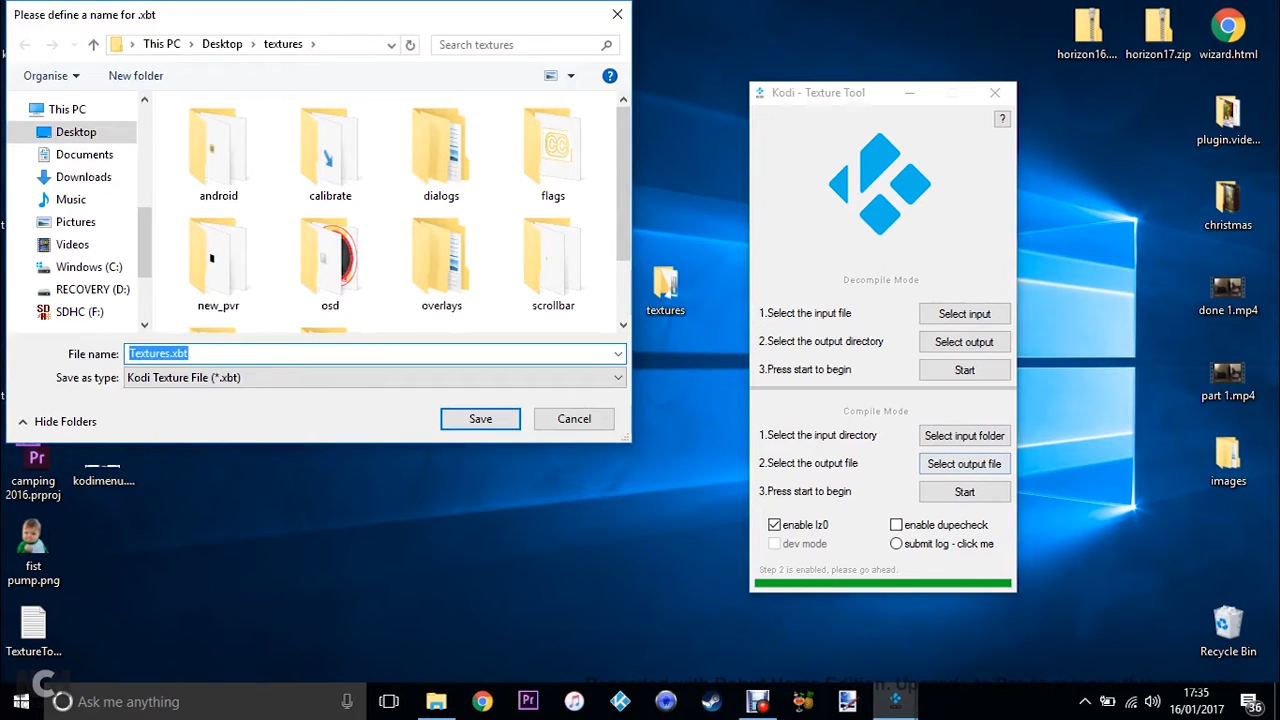 Please define a name for .xbt
This PC
Desktop
textures
Search textures
Organise
New folder
This PC
Desktop
Documents
Downloads
Music
Pictures
Videos
Windows (C:)
RECOVERY (D:)
SDHC (F:)
android
calibrate
dialogs
flags
new_pvr
osd
overlays
scrollbar
File name:
Textures.xbt
Save as type:
Kodi Texture File (*.xbt)
Hide Folders
Save
Cancel
textures
Kodi - Texture Tool
?
Decompile Mode
1.Select the input file
Select input
2.Select the output directory
Select output
3.Press start to begin
Start
Compile Mode
1.Select the input directory
Select input folder
2.Select the output file
Select output file
3.Press start to begin
Start
enable lz0
enable dupecheck
dev mode
submit log - click me
Step 2 is enabled, please go ahead.
horizon16....
horizon17.zip
wizard.html
plugin.vide...
christmas
done 1.mp4
part 1.mp4
images
Recycle Bin
Pr
camping
2016.prproj
kodimenu....
fist
pump.png
TextureTo...
Ask me anything
Pr
17:35
16/01/2017
36